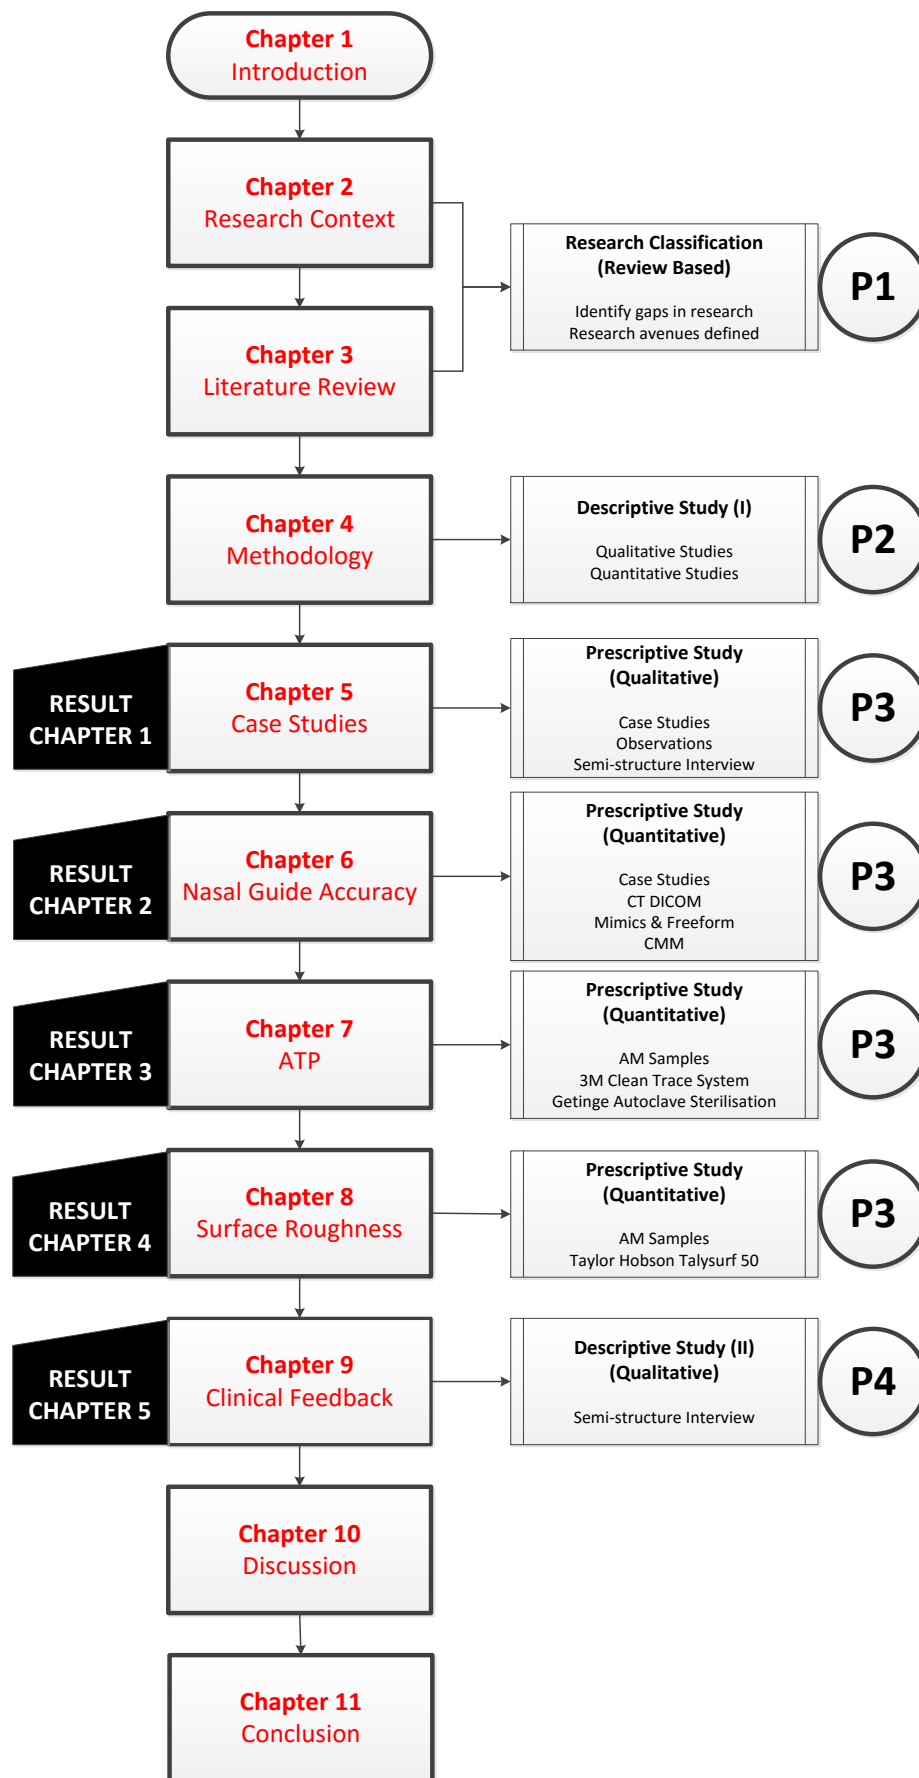 Chapter 1
Introduction
Chapter 2
Research Context
Research Classification
(Review Based)
Identify gaps in research
Research avenues defined
P1
Chapter 3
Literature Review
Chapter 4
Methodology
Descriptive Study (I)
Qualitative Studies
Quantitative Studies
P2
RESULT
CHAPTER 1
Chapter 5
Case Studies
Prescriptive Study
(Qualitative)
Case Studies
Observations
Semi-structure Interview
P3
RESULT
CHAPTER 2
Chapter 6
Nasal Guide Accuracy
Prescriptive Study
(Quantitative)
Case Studies
CT DICOM
Mimics & Freeform
CMM
P3
RESULT
CHAPTER 3
Chapter 7
ATP
Prescriptive Study
(Quantitative)
AM Samples
3M Clean Trace System
Getinge Autoclave Sterilisation
P3
RESULT
CHAPTER 4
Chapter 8
Surface Roughness
Prescriptive Study
(Quantitative)
AM Samples
Taylor Hobson Talysurf 50
P3
RESULT
CHAPTER 5
Chapter 9
Clinical Feedback
Descriptive Study (II)
(Qualitative)
Semi-structure Interview
P4
Chapter 10
Discussion
Chapter 11
Conclusion